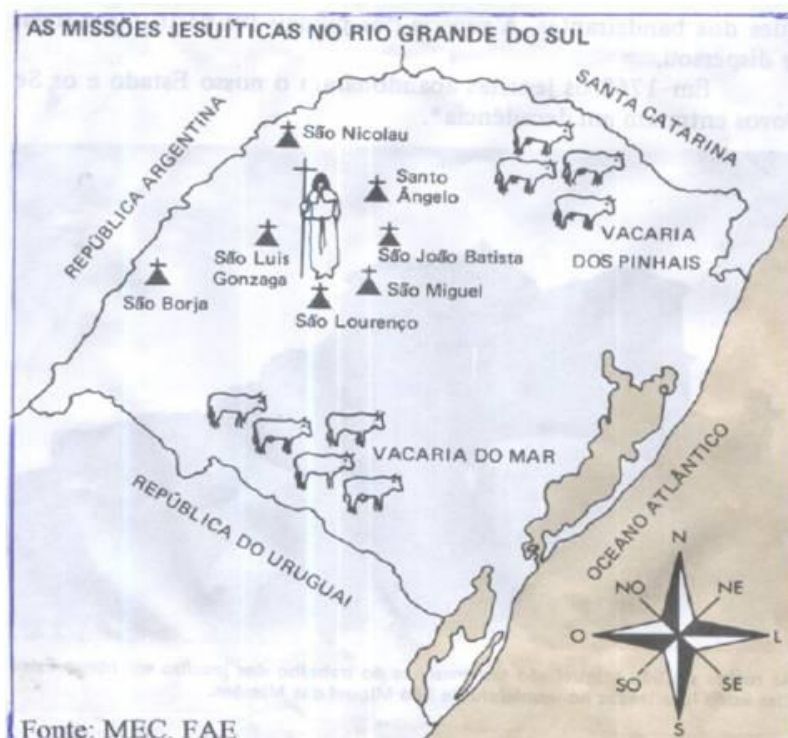 AS MISSÕES JESUÍTICAS NO RIO GRANDE DO SUL
SANTA CATARINA
REPÚBLICA ARGENTINA
São Nicolau
Santo
Ângelo
VACARIA
DOS PINHAIS
São Luis
Gonzaga
São João Batista
São Borja
São Miguel
São Lourenço
VACARIA DO MAR
REPÚBLICA DO URUGUAI
OCEANO ATLÂNTICO
N
NO
NE
O
L
SO
SE
S
Fonte: MEC, FAE